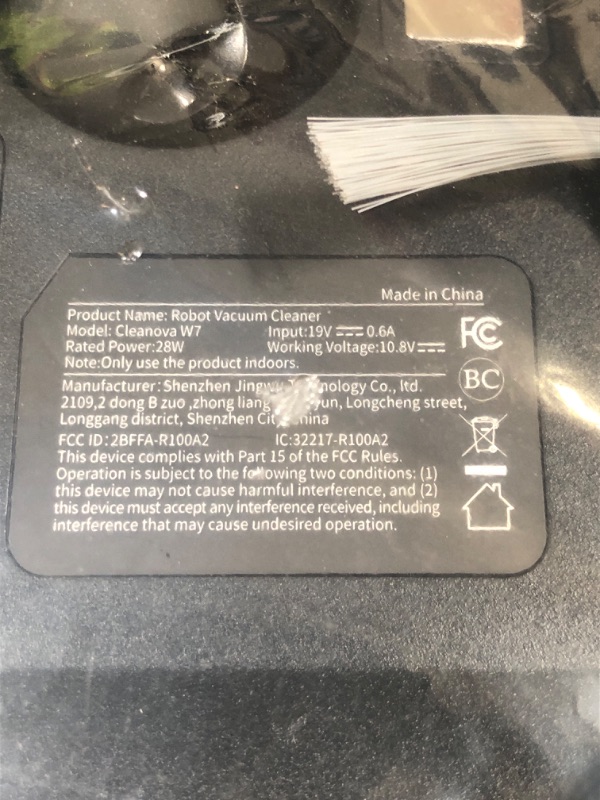 Made in China
Product Name: Robot Vacuum Cleaner
Model: Cleanova W7 Input:19V 0.6A
Rated Power:28W Working Voltage:10.8V
Note:Only use the product indoors.
Manufacturer: Shenzhen Co., ltd.
2109,2 dong B zuo ,zhong Longcheng street,
Longgang district, Shenzhen
FCC ID:2BFFA-R100A2 IC:32217-R100A2
This device complies with Part 15 of the FCC Rules.
Operation is subject to the following two conditions: (1)
this device may not cause harmful interference, and (2)
this device must accept any interference received, including
interference that may cause undesired operation.
FC
BC